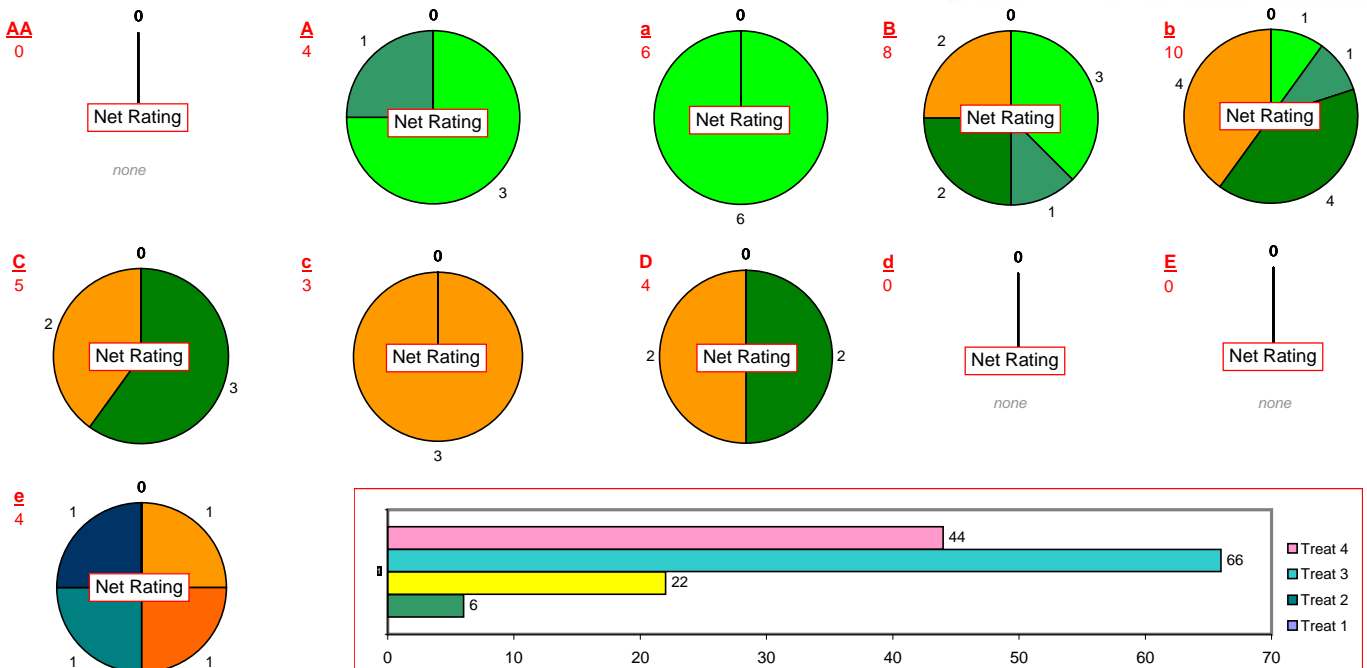 AA
0
0
Net Rating
none
A
4
0
1
Net Rating
3
a
6
0
Net Rating
6
B
8
0
2
3
Net Rating
2
1
b
10
0
1
1
4
Net Rating
4
C
5
0
2
Net Rating
3
c
3
0
Net Rating
3
D
4
0
2
Net Rating
2
d
0
0
Net Rating
none
E
0
0
Net Rating
none
e
4
0
1
1
Net Rating
1
1
44
66
22
6
1
0
10
20
30
40
50
60
70
Treat 4
Treat 3
Treat 2
Treat 1